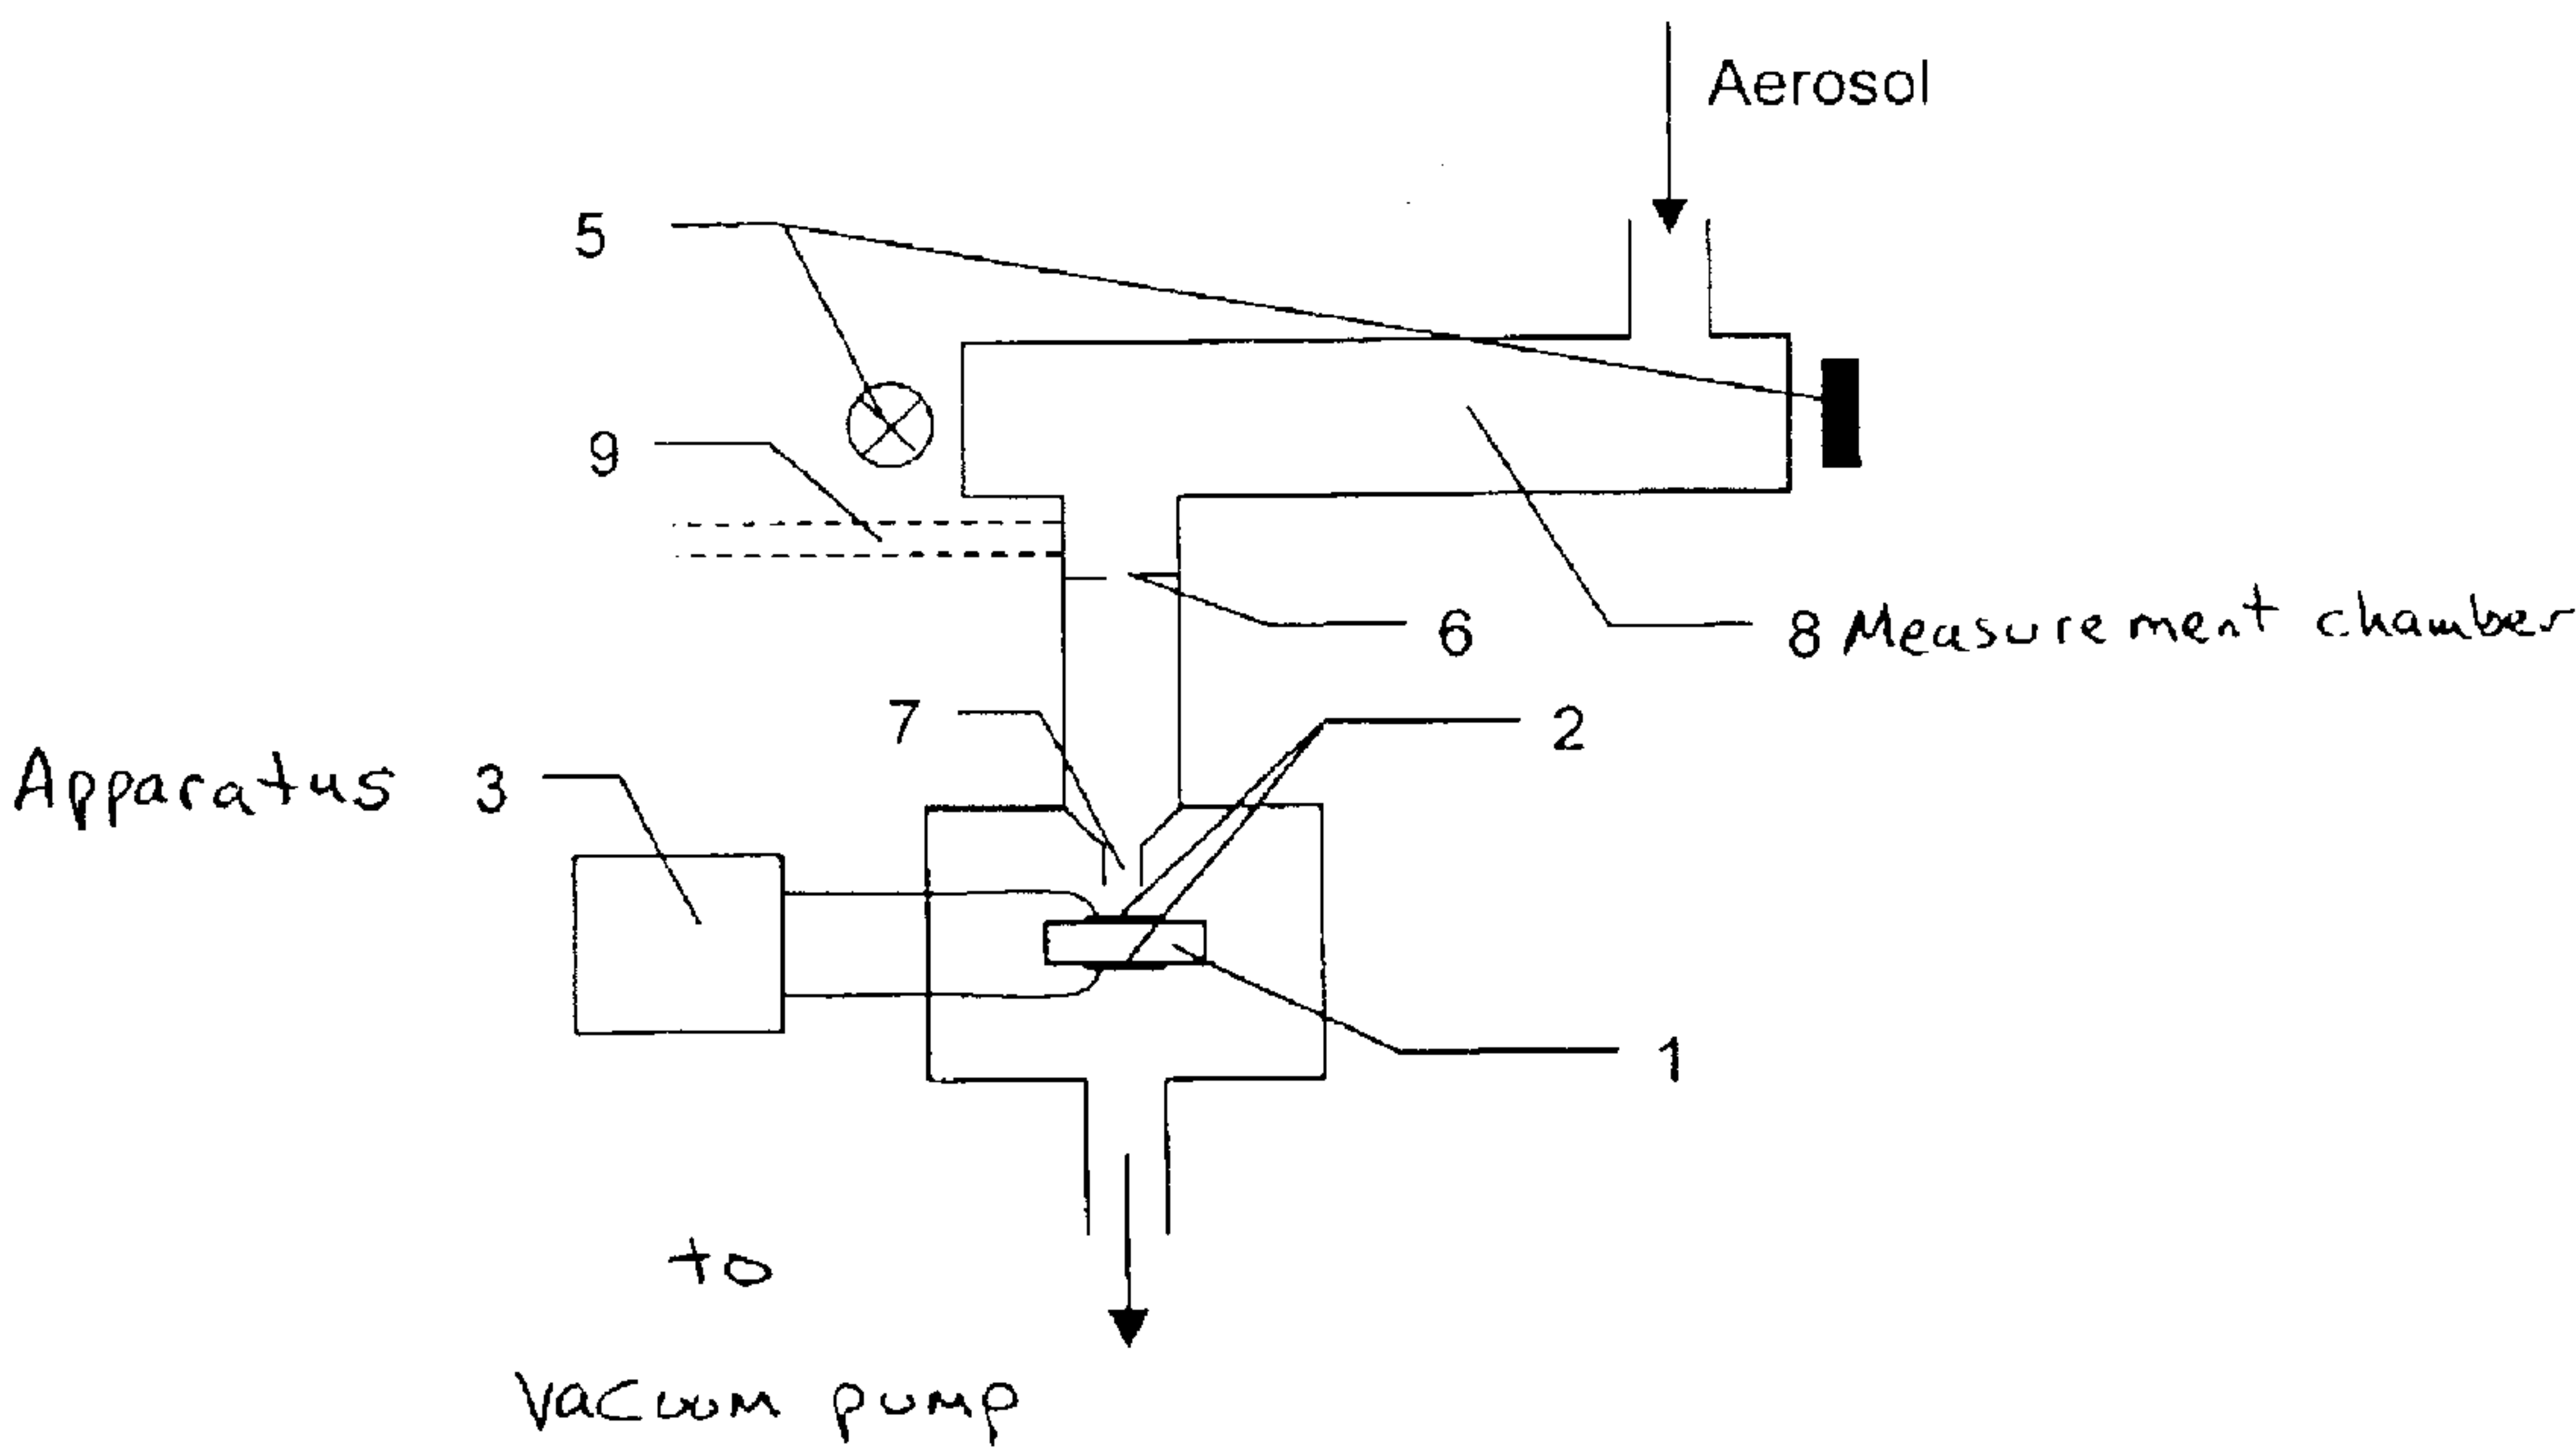 Aerosol
5
9
6
8 Measurement chamber
7
2
Apparatus 3
1
to
Vacuum pump